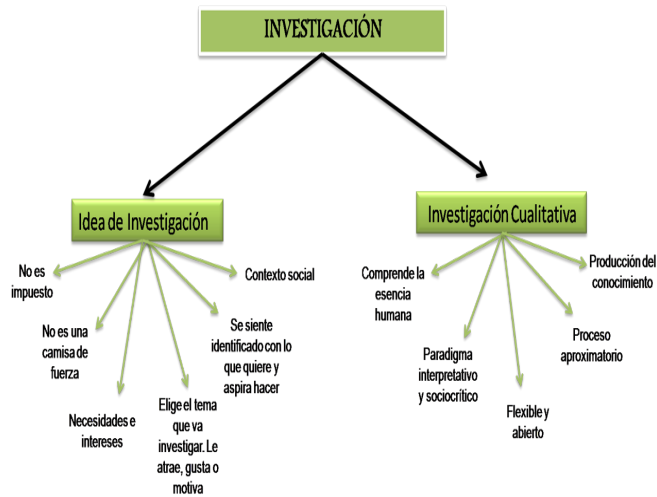 INVESTIGACIÓN
Idea de Investigación
No es
impuesto
No es una
camisa de
fuerza
Necesidades e
intereses
Elige el tema
que va
investigar. Le
atrae, gusta o
motiva
Se siente
identificado con lo
que quiere y
aspira hacer
Contexto social
Investigación Cualitativa
Comprende la
esencia
humana
Paradigma
interpretativo
y sociocrítico
Flexible y
abierto
Proceso
aproximatorio
Producción del
conocimiento